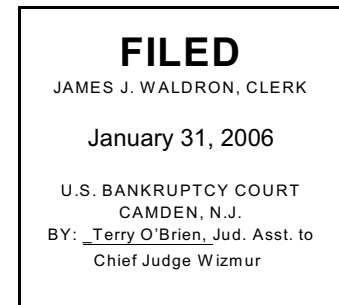 FILED
JAMES J. WALDRON, CLERK
January 31, 2006
U.S. BANKRUPTCY COURT
CAMDEN, N.J.
BY: _Terry O'Brien, Jud. Asst. to
Chief Judge Wizmur